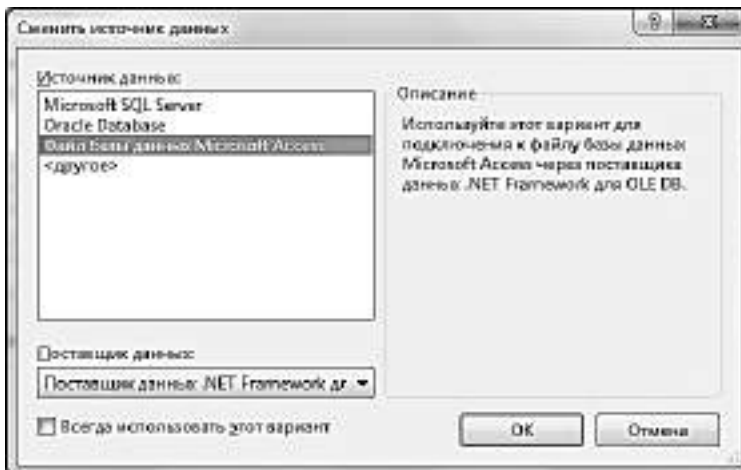 Сменить источник данных
Источник данных:
Microsoft SQL Server
Oracle Database
Файл базы данных Microsoft Access
<другое>
Описание
Используйте этот вариант для
подключения к файлу базы данных
Microsoft Access через поставщика
данных .NET Framework для OLE DB.
Поставщик данных:
Поставщик данных .NET Framework дл
Всегда использовать этот вариант
ОК
Отмена